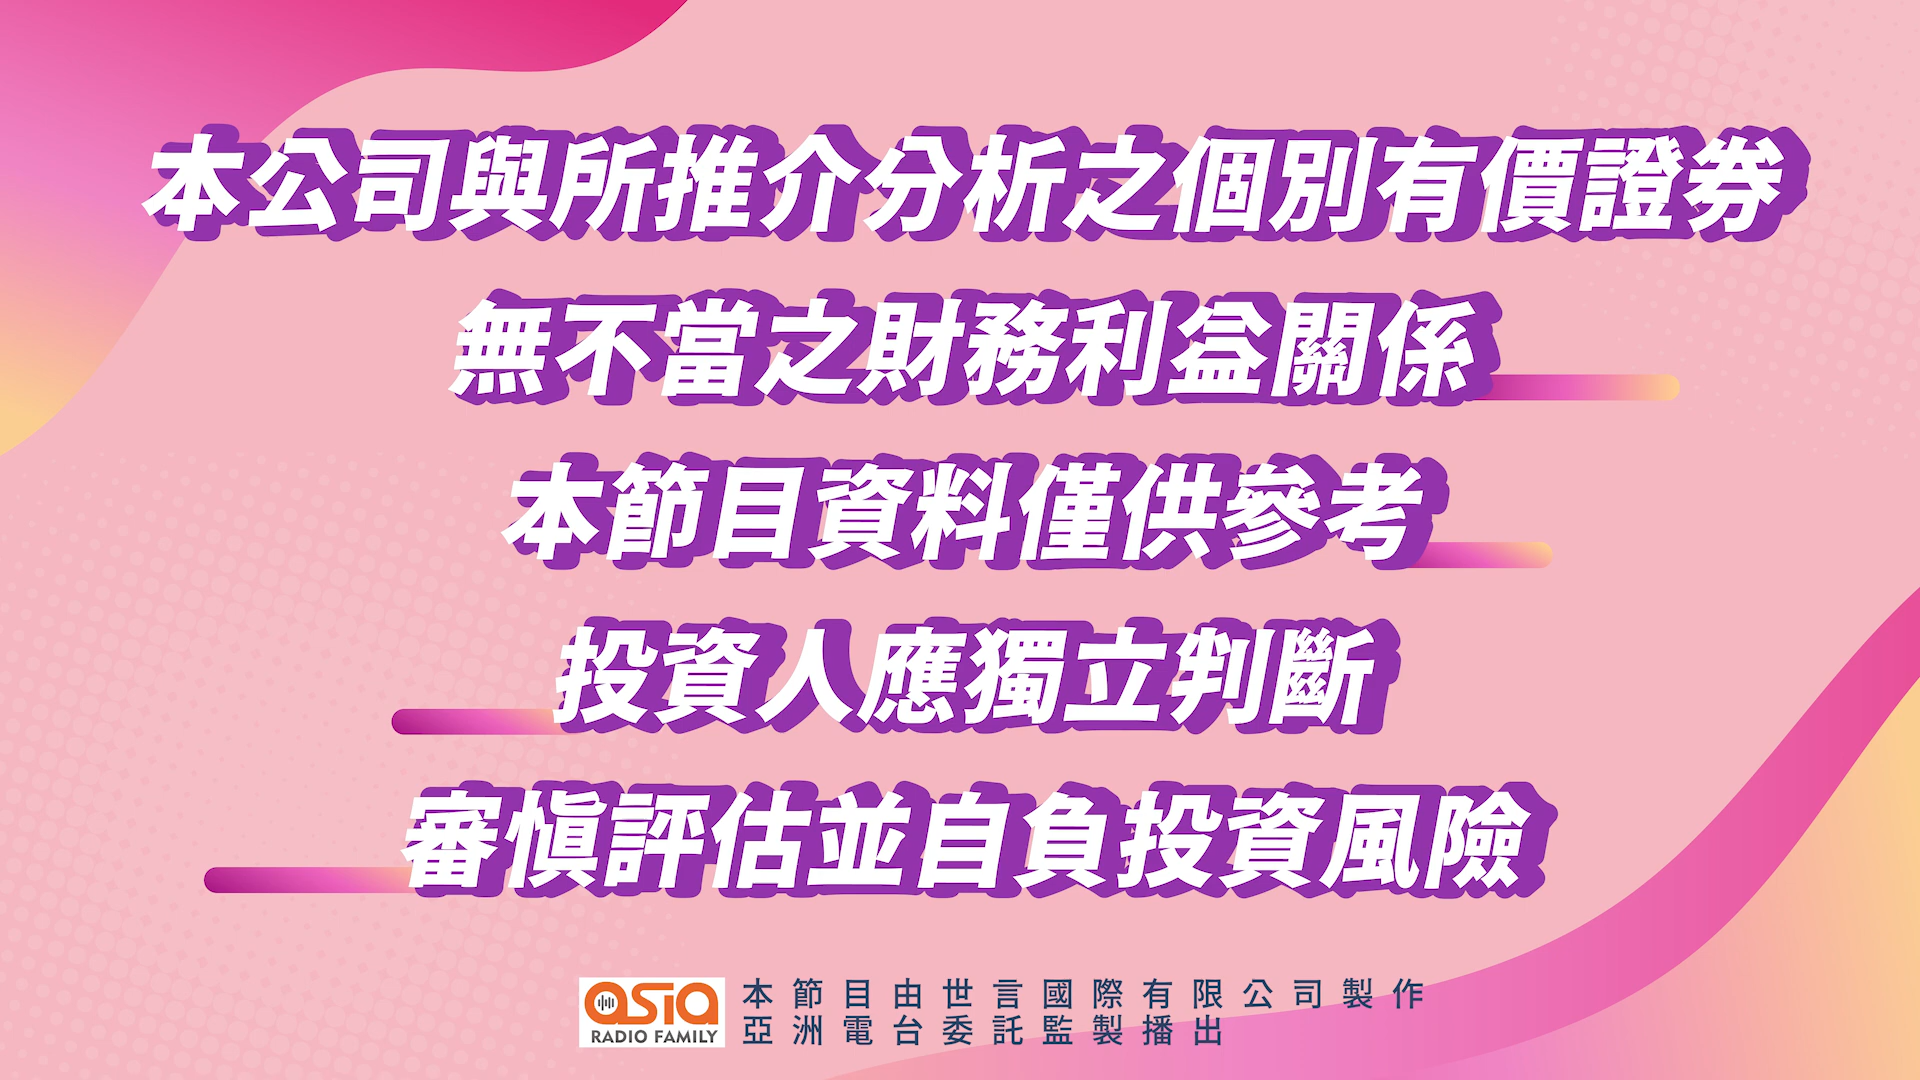 本公司與所推介分析之個別有價證券
無不當之財務利益關係
本節目資料僅供參考
投資人應獨立判斷
審慎評估並自負投資風險
asia
RADIO FAMILY
本節目由世言國際有限公司製作
亞洲電台委託監製播出